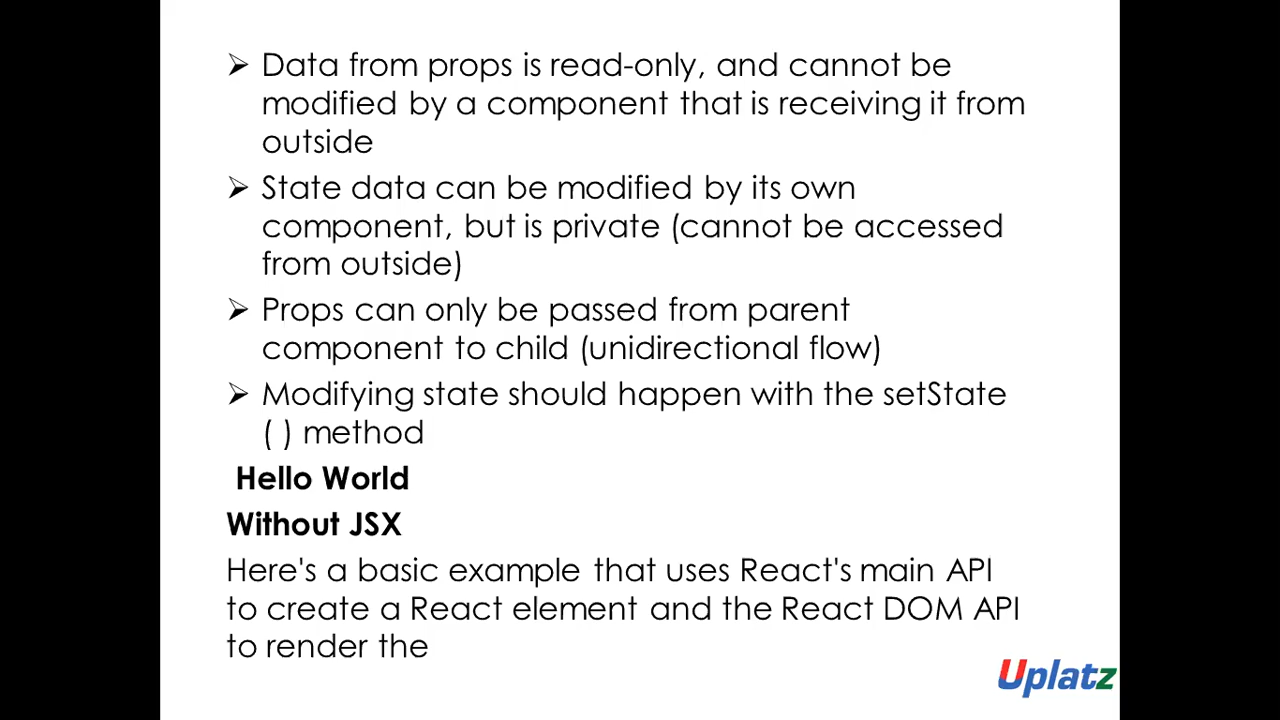 ➢ Data from props is read-only, and cannot be
modified by a component that is receiving it from
outside
➢ State data can be modified by its own
component, but is private (cannot be accessed
from outside)
➢ Props can only be passed from parent
component to child (unidirectional flow)
➢ Modifying state should happen with the setState
( ) method
Hello World
Without JSX
Here's a basic example that uses React's main API
to create a React element and the React DOM API
to render the
Uplatz